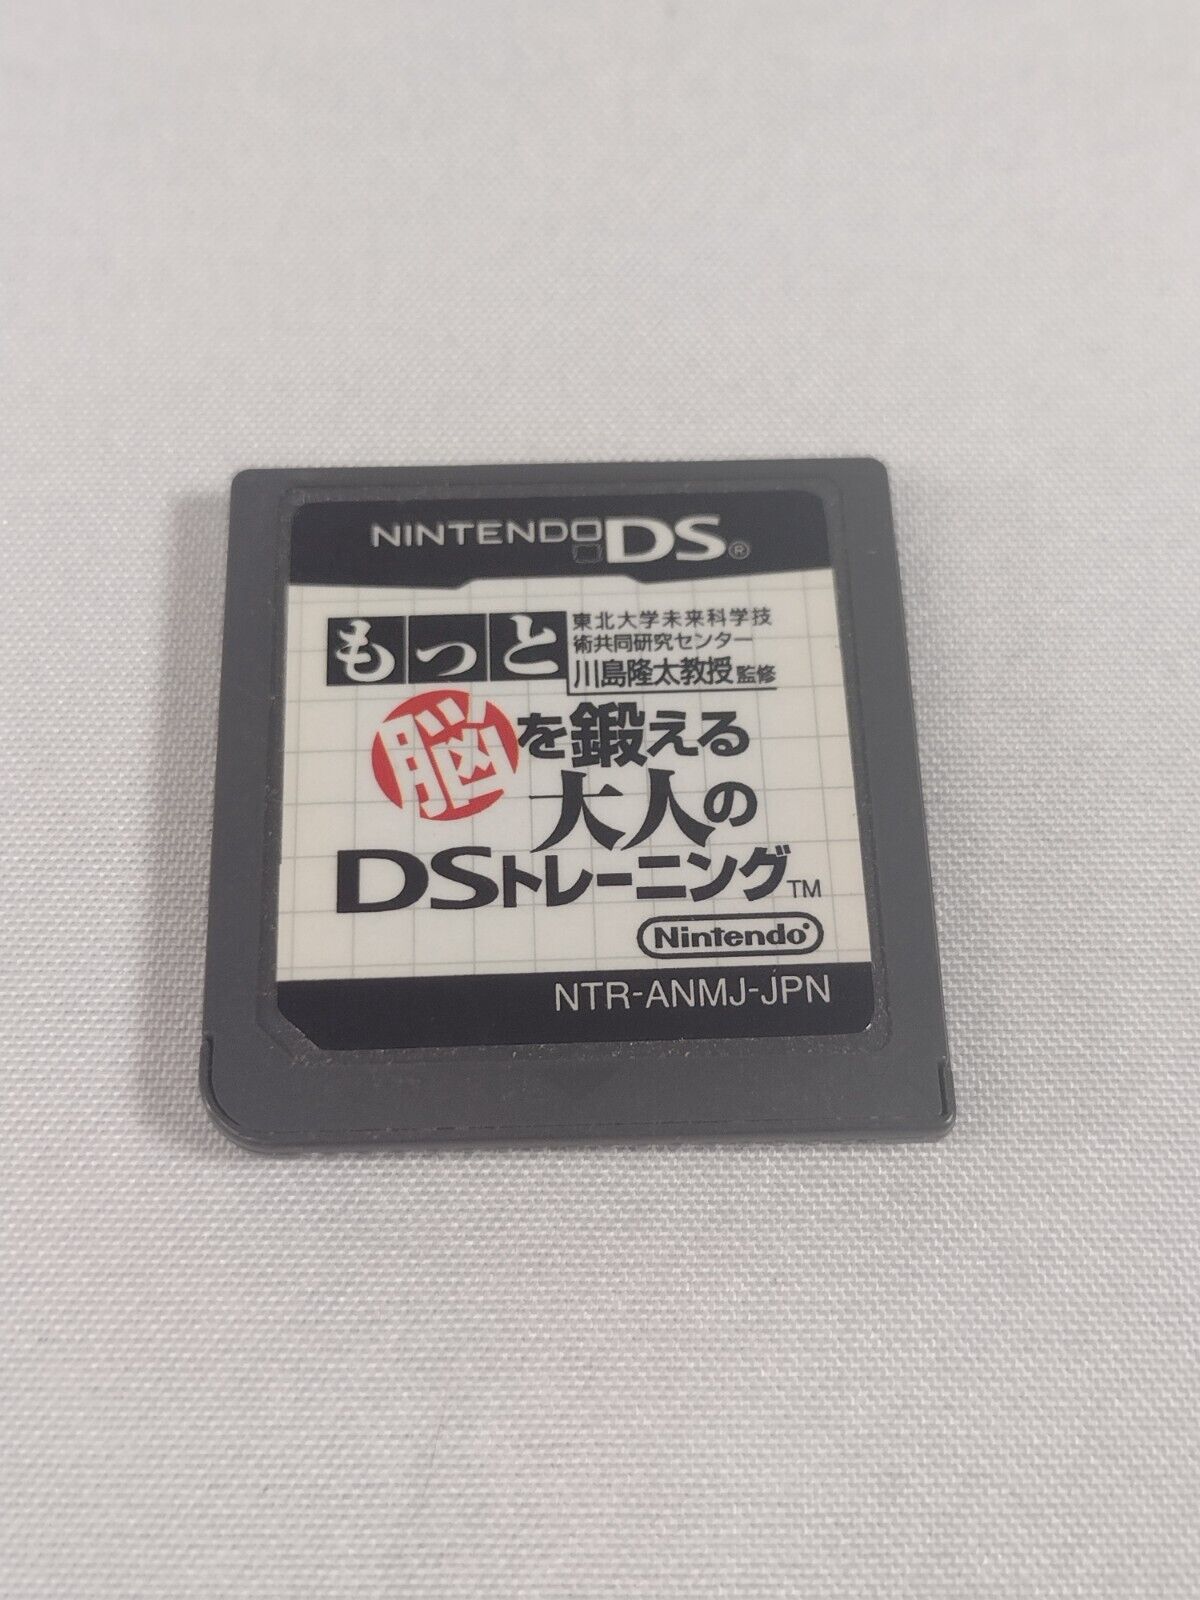 NINTENDO DS®
もっと
東北大学未来科学技
術共同研究センター
川島隆太教授監修
脳を鍛える
大人の
DSトレーニング™
Nintendo®
NTR-ANMJ-JPN